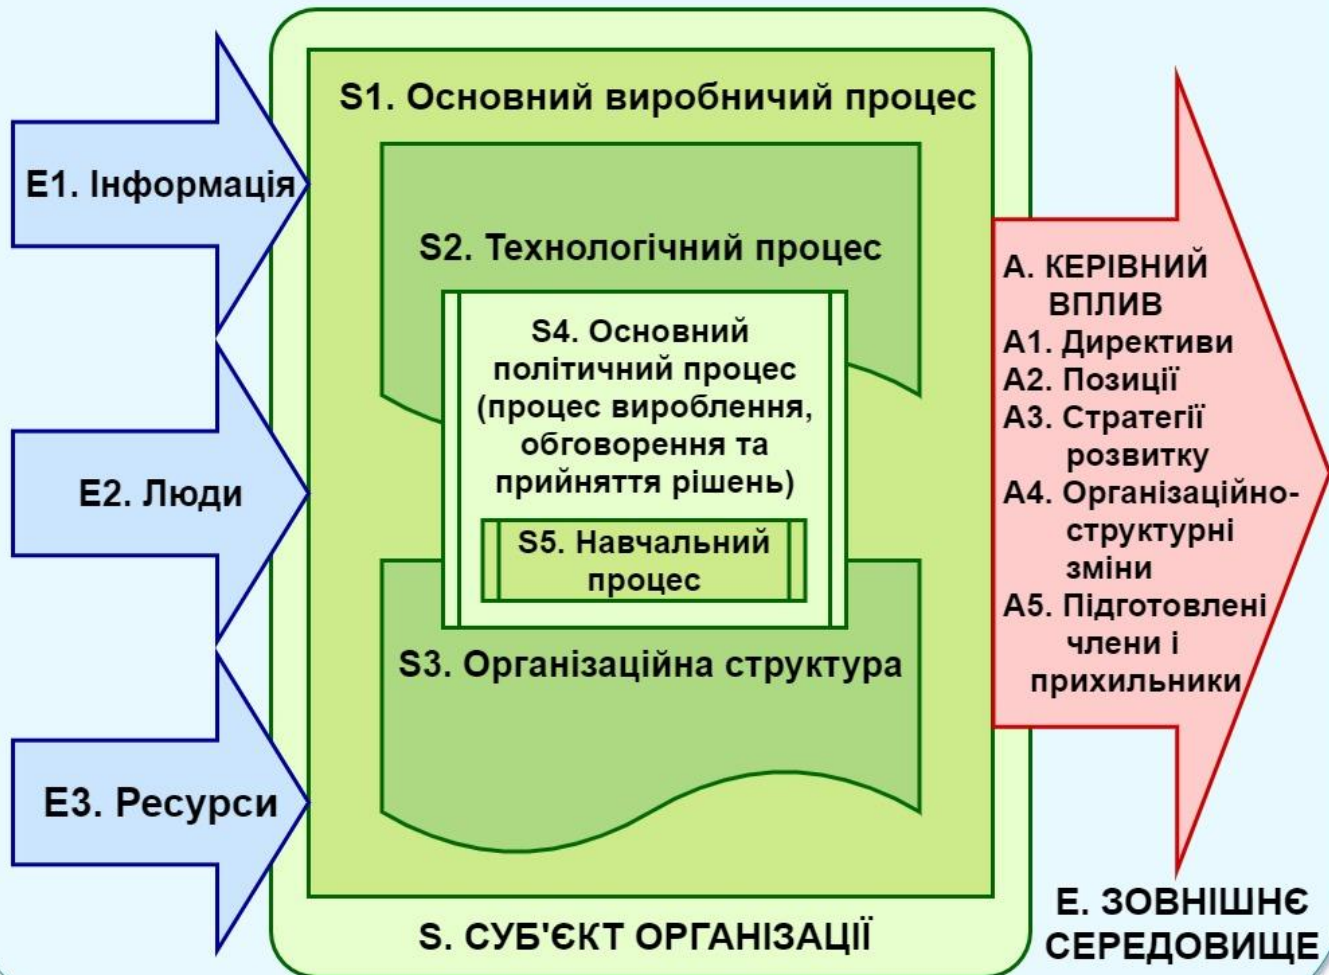 S1. Основний виробничий процес
E1. Інформація
S2. Технологічний процес
S4. Основний
політичний процес
(процес вироблення,
обговорення та
прийняття рішень)
E2. Люди
S5. Навчальний
процес
S3. Організаційна структура
E3. Ресурси
А. КЕРІВНИЙ
ВПЛИВ
А1. Директиви
А2. Позиції
А3. Стратегії
розвитку
А4. Організаційно-
структурні
зміни
А5. Підготовлені
члени і
прихильники
S. СУБ'ЄКТ ОРГАНІЗАЦІЇ
Е. ЗОВНІШНЄ
СЕРЕДОВИЩЕ